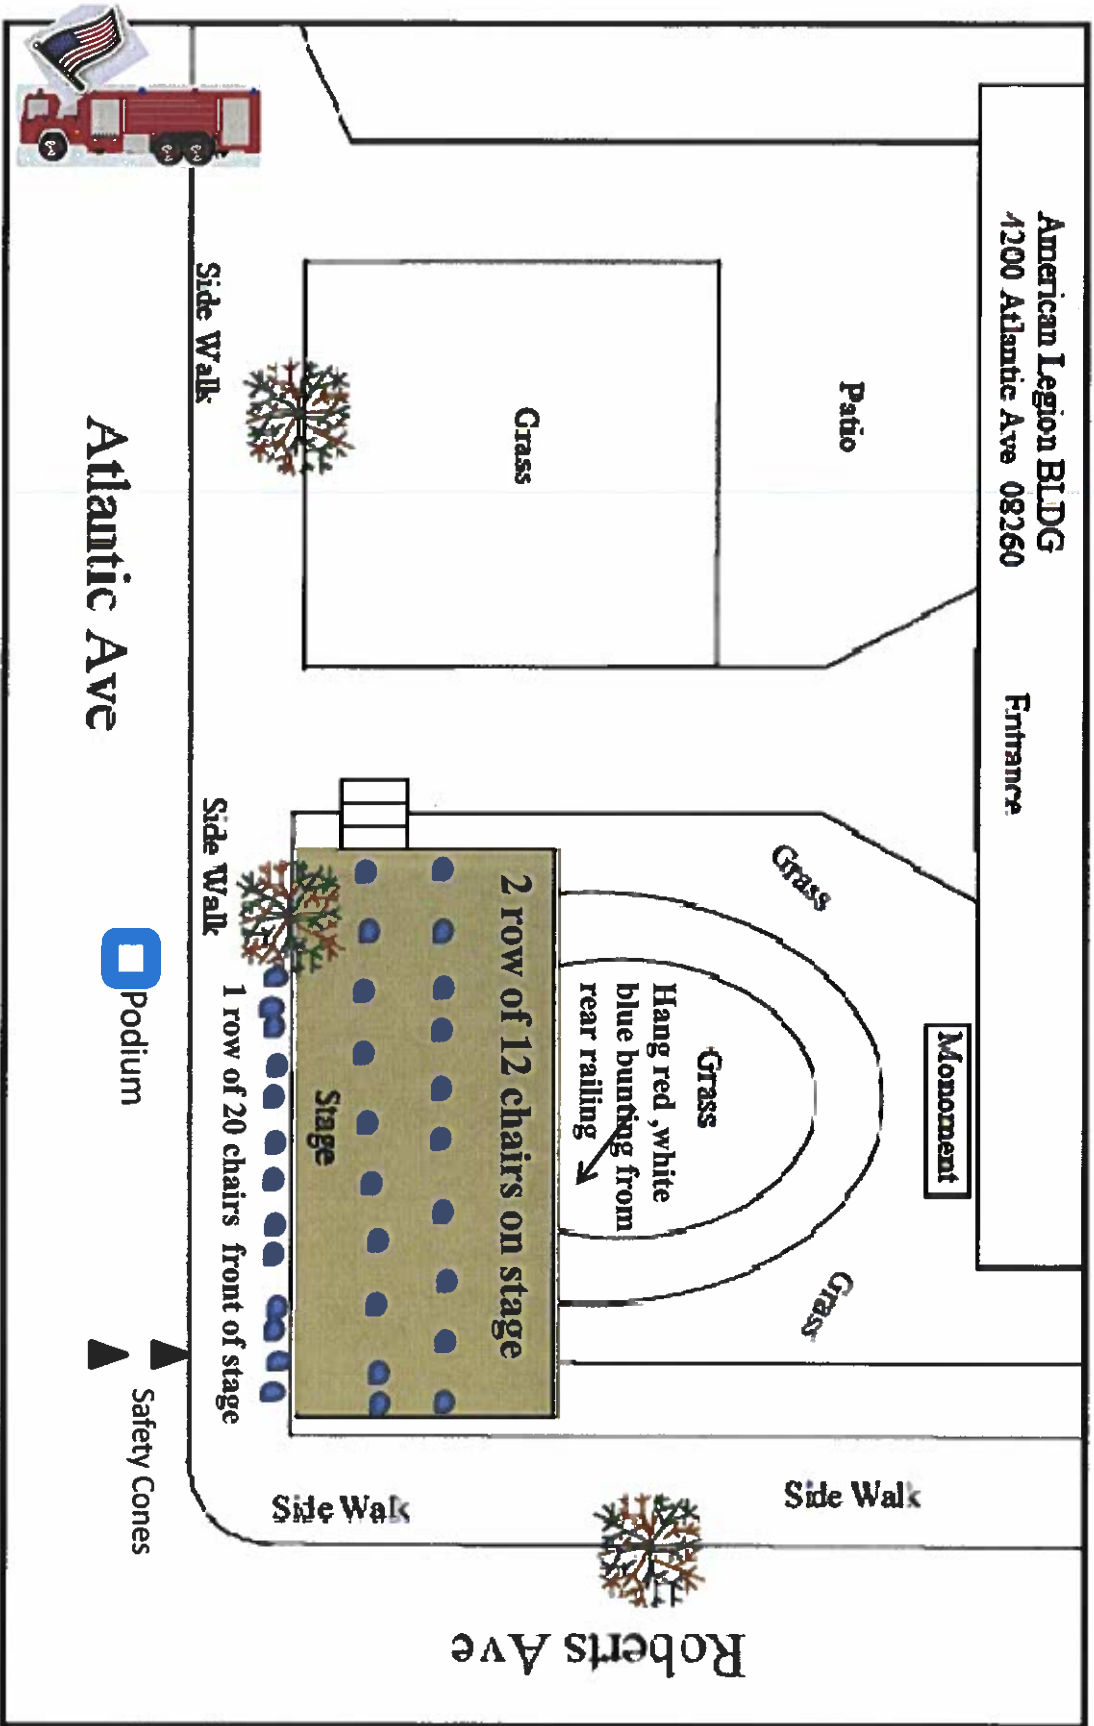 American Legion BLDG
4200 Atlantic Ave 08260
Entrance
Patio
Grass
Grass
Monoment
Grass
Grass
Hang red ,white
blue bunting from
rear railing
2 row of 12 chairs on stage
Stage
1 row of 20 chairs front of stage
Side Walk
Side Walk
Side Walk
Side Walk
Podium
Safety Cones
Atlantic Ave
Roberts Ave